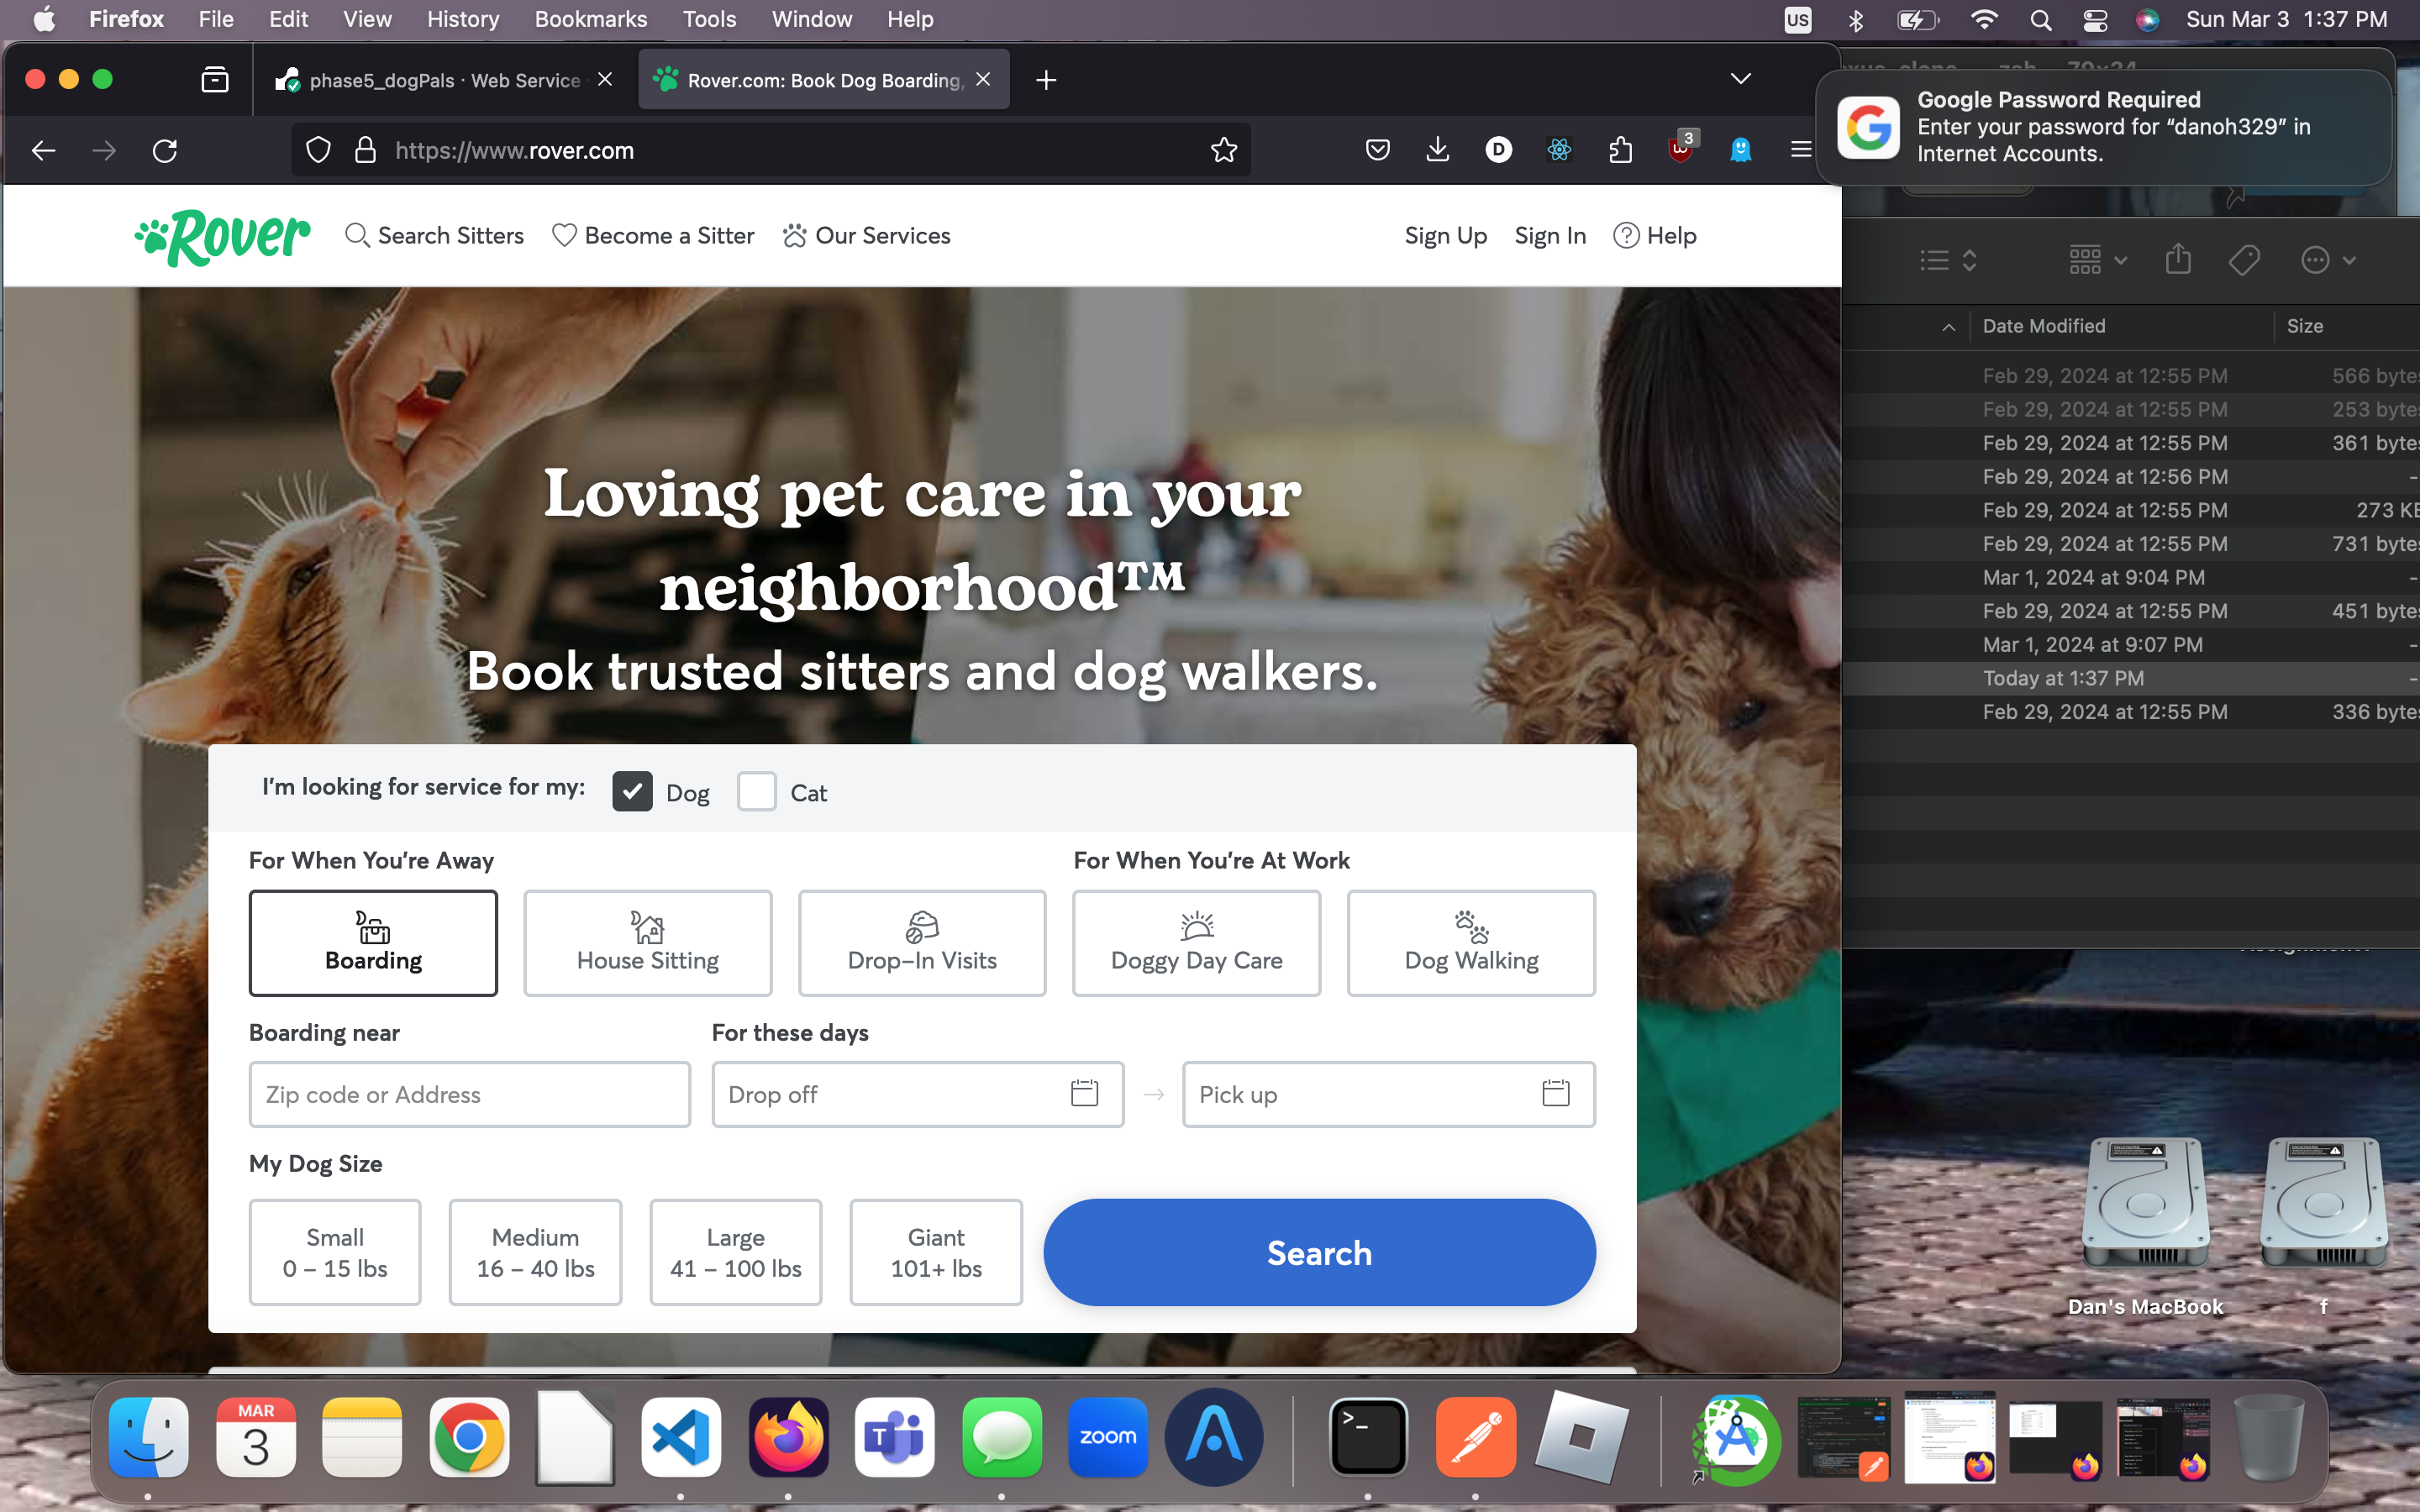 Firefox File Edit View History Bookmarks Tools Window Help
US Sun Mar 3 1:37 PM
phase5_dogPals · Web Service
Rover.com: Book Dog Boarding,
https://www.rover.com
D
3
Google Password Required
Enter your password for “danoh329” in
Internet Accounts.
Rover
Search Sitters
Become a Sitter
Our Services
Sign Up
Sign In
Help
Loving pet care in your
neighborhood™
Book trusted sitters and dog walkers.
I'm looking for service for my:
Dog
Cat
For When You're Away
For When You're At Work
Boarding
House Sitting
Drop-In Visits
Doggy Day Care
Dog Walking
Boarding near
For these days
Zip code or Address
Drop off
Pick up
My Dog Size
Small
0 – 15 lbs
Medium
16 – 40 lbs
Large
41 – 100 lbs
Giant
101+ lbs
Search
Date Modified Size
Feb 29, 2024 at 12:55 PM 566 bytes
Feb 29, 2024 at 12:55 PM 253 bytes
Feb 29, 2024 at 12:55 PM 361 bytes
Feb 29, 2024 at 12:56 PM -
Feb 29, 2024 at 12:55 PM 273 KB
Feb 29, 2024 at 12:55 PM 731 bytes
Mar 1, 2024 at 9:04 PM -
Feb 29, 2024 at 12:55 PM 451 bytes
Mar 1, 2024 at 9:07 PM -
Today at 1:37 PM -
Feb 29, 2024 at 12:55 PM 336 bytes
Dan's MacBook
f
MAR
3
T
zoom